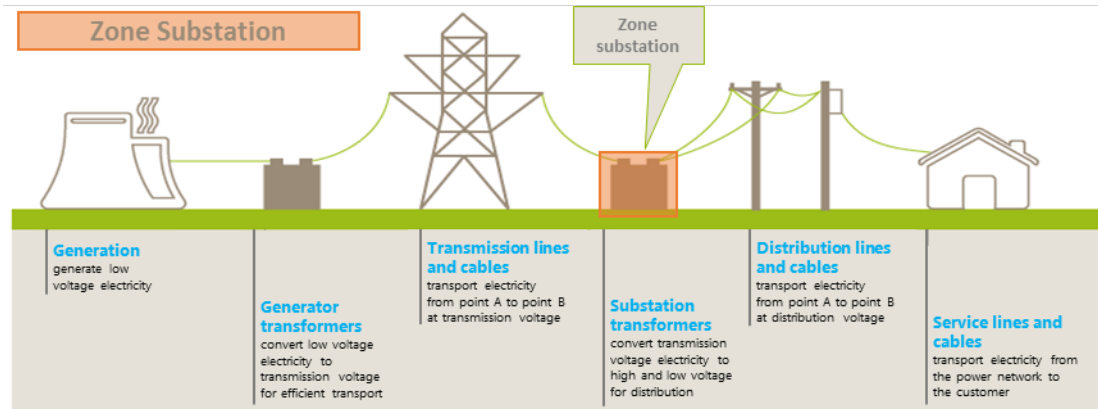 Zone Substation
Zone
substation
Generation
generate low
voltage electricity
Generator
transformers
convert low voltage
electricity to
transmission voltage
for efficient transport
Transmission lines
and cables
transport electricity
from point A to point B
at transmission voltage
Substation
transformers
convert transmission
voltage electricity to
high and low voltage
for distribution
Distribution lines
and cables
transport electricity
from point A to point B
at distribution voltage
Service lines and
cables
transport electricity from
the power network to
the customer